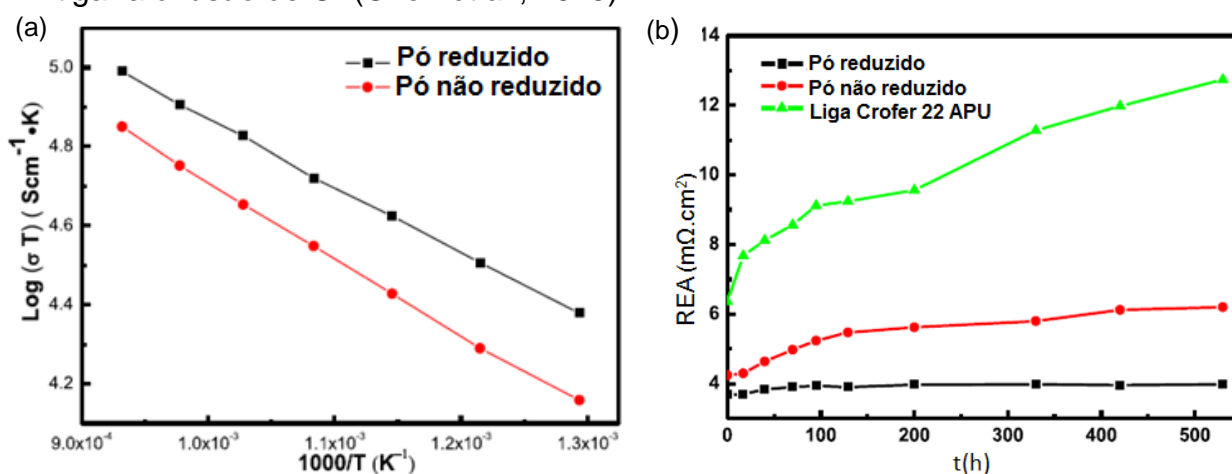 (a)
Pó reduzido
Pó não reduzido
Log (σ T) ( Scm⁻¹•K)
5.0
4.8
4.6
4.4
4.2
9.0x10⁻⁴
1.0x10⁻³
1.1x10⁻³
1.2x10⁻³
1.3x10⁻³
1000/T (K⁻¹)
(b)
Pó reduzido
Pó não reduzido
Liga Crofer 22 APU
REA (mΩ.cm²)
14
12
10
8
6
4
0
100
200
300
400
500
t(h)